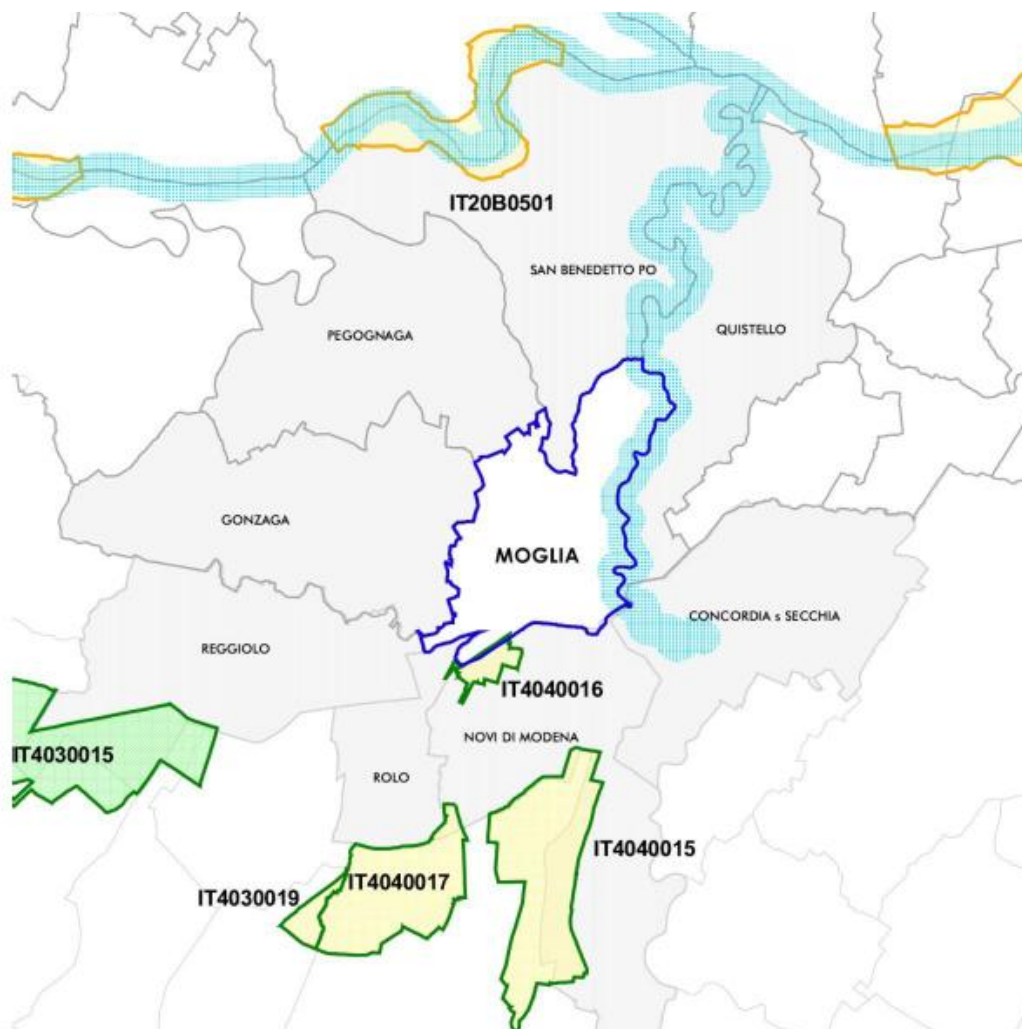 IT20B0501
SAN BENEDETTO PO
QUISTELLO
PEGOGNAGA
GONZAGA
MOGLIA
CONCORDIA s SECCHIA
REGGIOLO
IT4040016
NOVI DI MODENA
IT4030015
ROLO
IT4040015
IT4040017
IT4030019